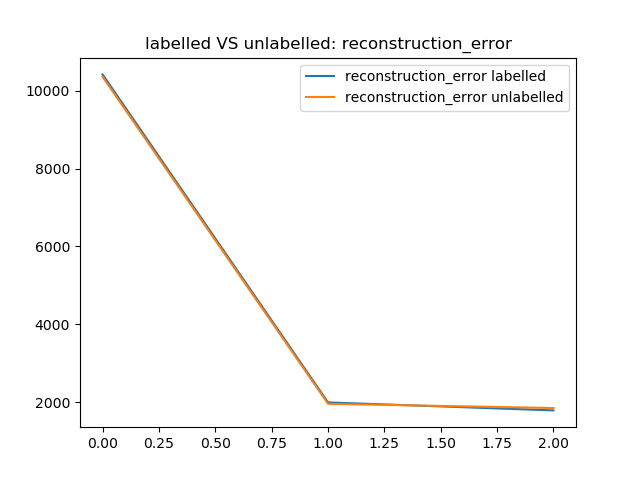 labelled VS unlabelled: reconstruction_error
reconstruction_error labelled
reconstruction_error unlabelled
10000
8000
6000
4000
2000
0.00 0.25 0.50 0.75 1.00 1.25 1.50 1.75 2.00